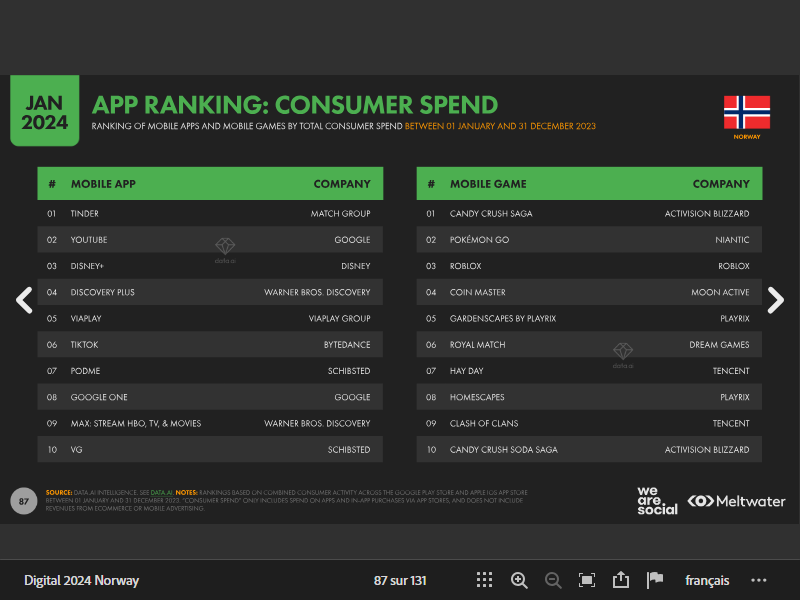 JAN
2024
APP RANKING: CONSUMER SPEND
RANKING OF MOBILE APPS AND MOBILE GAMES BY TOTAL CONSUMER SPEND BETWEEN 01 JANUARY AND 31 DECEMBER 2023
NORWAY
# MOBILE APP COMPANY
01 TINDER MATCH GROUP
02 YOUTUBE GOOGLE
03 DISNEY+ DISNEY
04 DISCOVERY PLUS WARNER BROS. DISCOVERY
05 VIAPLAY VIAPLAY GROUP
06 TIKTOK BYTEDANCE
07 PODME SCHIBSTED
08 GOOGLE ONE GOOGLE
09 MAX: STREAM HBO, TV, & MOVIES WARNER BROS. DISCOVERY
10 VG SCHIBSTED
data.ai
# MOBILE GAME COMPANY
01 CANDY CRUSH SAGA ACTIVISION BLIZZARD
02 POKÉMON GO NIANTIC
03 ROBLOX ROBLOX
04 COIN MASTER MOON ACTIVE
05 GARDENSCAPES BY PLAYRIX PLAYRIX
06 ROYAL MATCH DREAM GAMES
07 HAY DAY TENCENT
08 HOMESCAPES PLAYRIX
09 CLASH OF CLANS TENCENT
10 CANDY CRUSH SODA SAGA ACTIVISION BLIZZARD
data.ai
87
SOURCE: DATA.AI INTELLIGENCE. SEE DATA.AI. NOTES: RANKINGS BASED ON COMBINED CONSUMER ACTIVITY ACROSS THE GOOGLE PLAY STORE AND APPLE IOS APP STORE
BETWEEN 01 JANUARY AND 31 DECEMBER 2023. "CONSUMER SPEND" ONLY INCLUDES SPEND ON APPS AND IN-APP PURCHASES VIA APP STORES, AND DOES NOT INCLUDE
REVENUES FROM ECOMMERCE OR MOBILE ADVERTISING.
we
are.
social
Meltwater
Digital 2024 Norway
87 sur 131
français